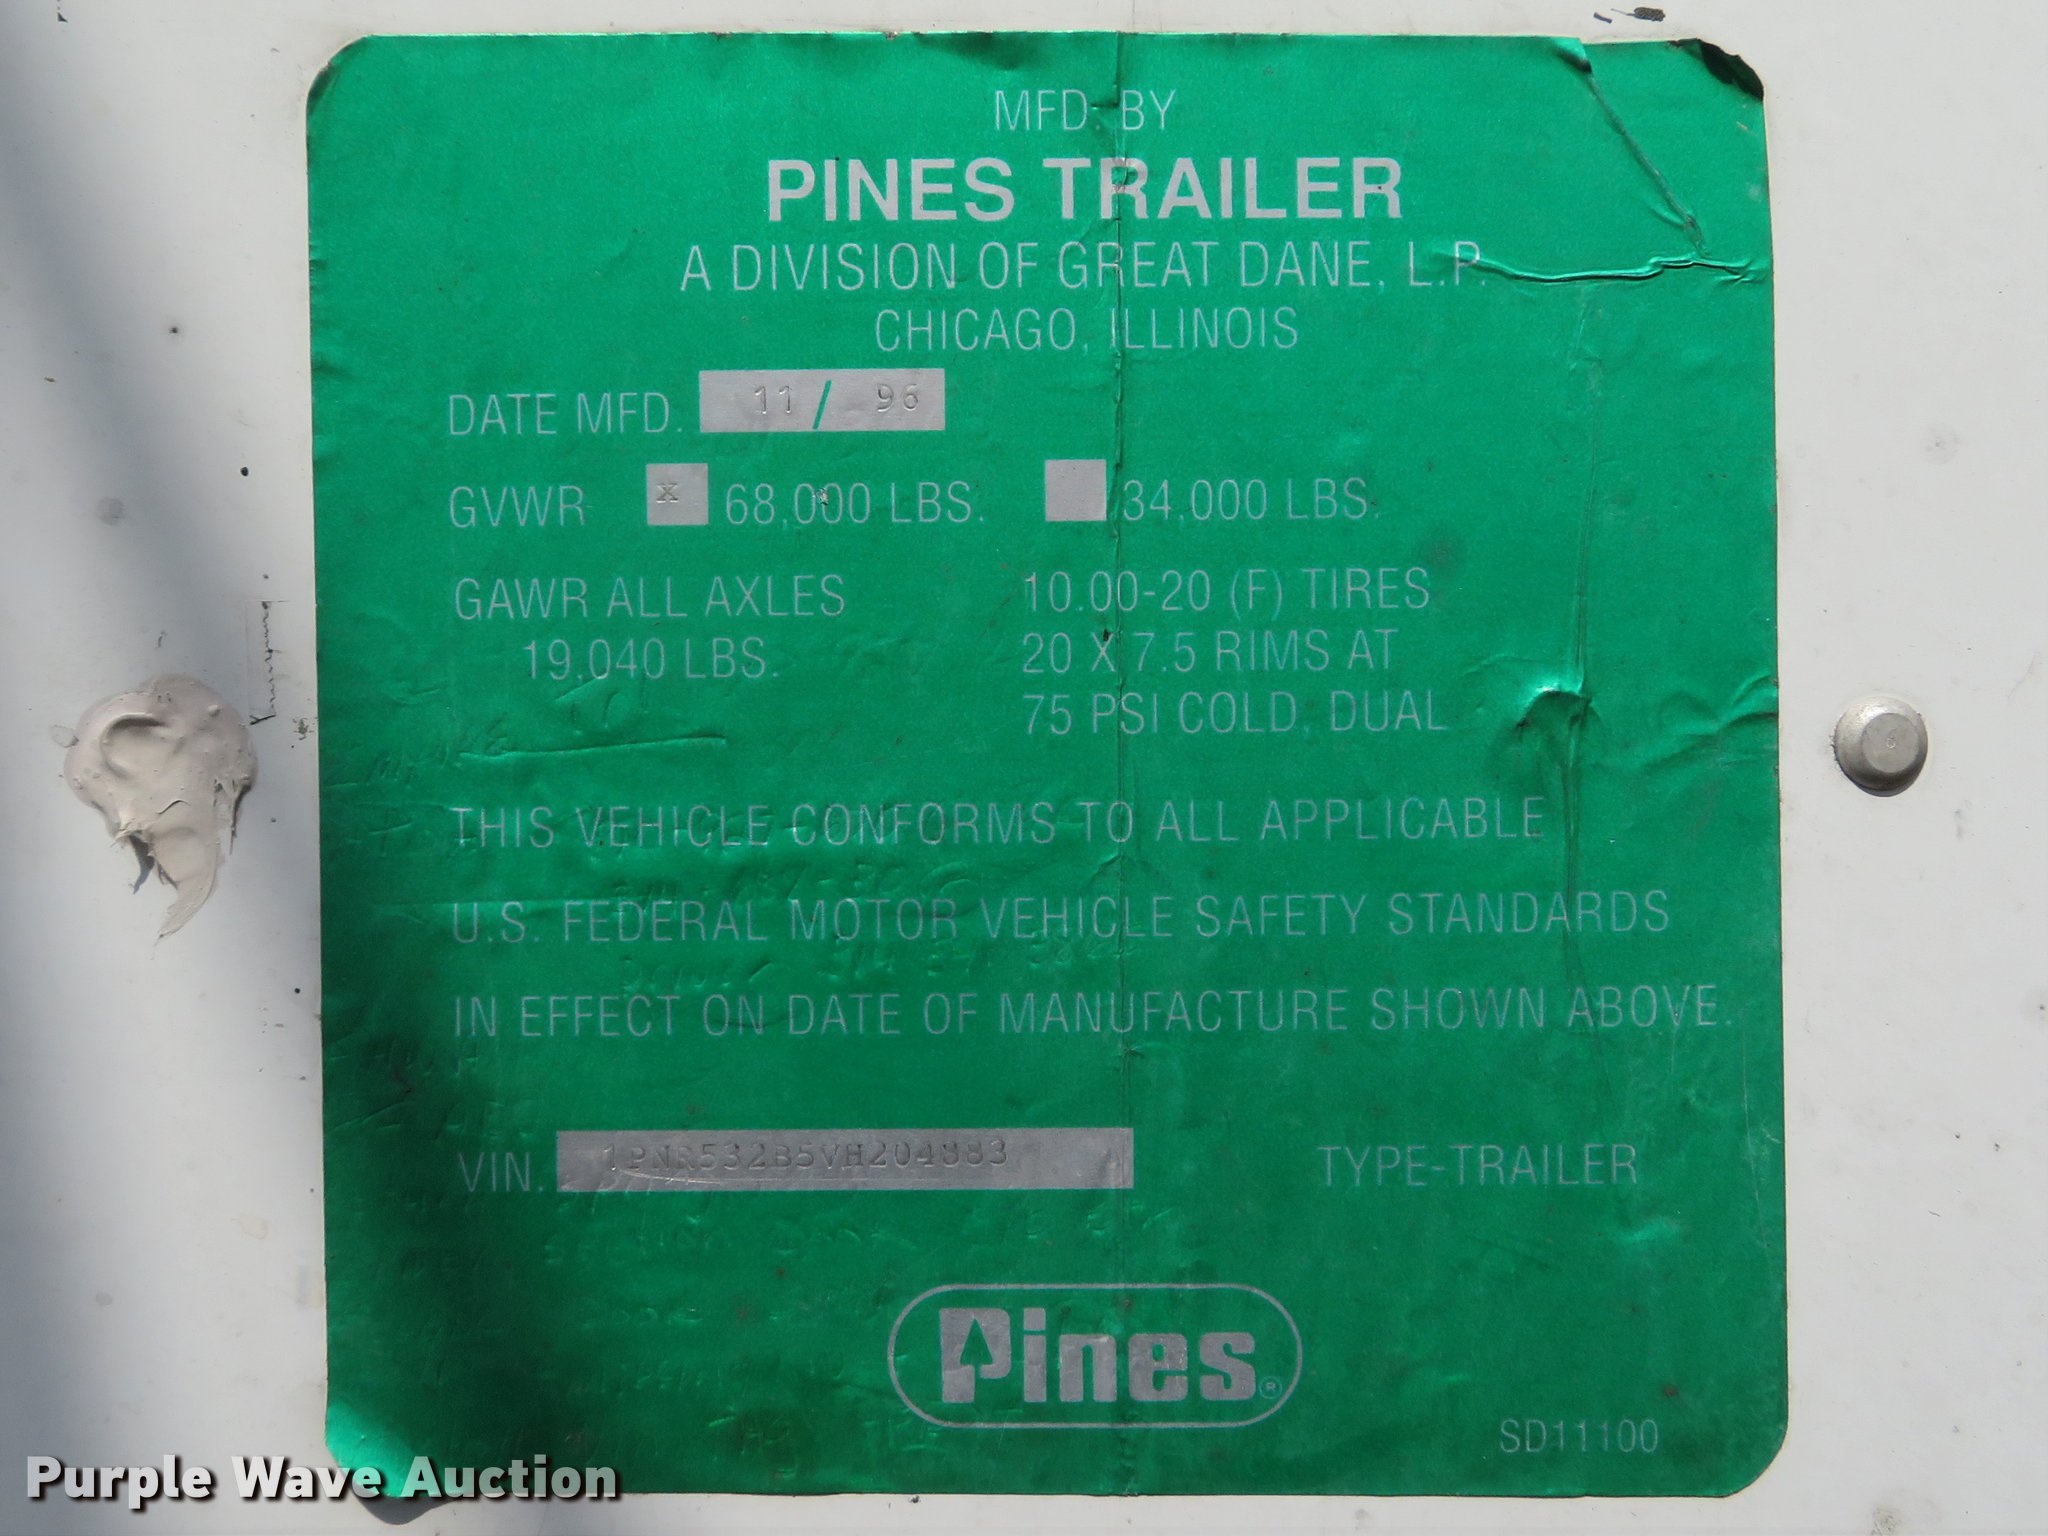 MFD. BY
PINES TRAILER
A DIVISION OF GREAT DANE, L.P.
CHICAGO, ILLINOIS
DATE MFD. 11 / 96
GVWR x 68,000 LBS. 34,000 LBS.
GAWR ALL AXLES 10.00-20 (F) TIRES
19,040 LBS. 20 X 7.5 RIMS AT
75 PSI COLD, DUAL
THIS VEHICLE CONFORMS TO ALL APPLICABLE
U.S. FEDERAL MOTOR VEHICLE SAFETY STANDARDS
IN EFFECT ON DATE OF MANUFACTURE SHOWN ABOVE.
VIN. 1PNR532B5VH204883 TYPE-TRAILER
Pines®
SD11100
Purple Wave Auction